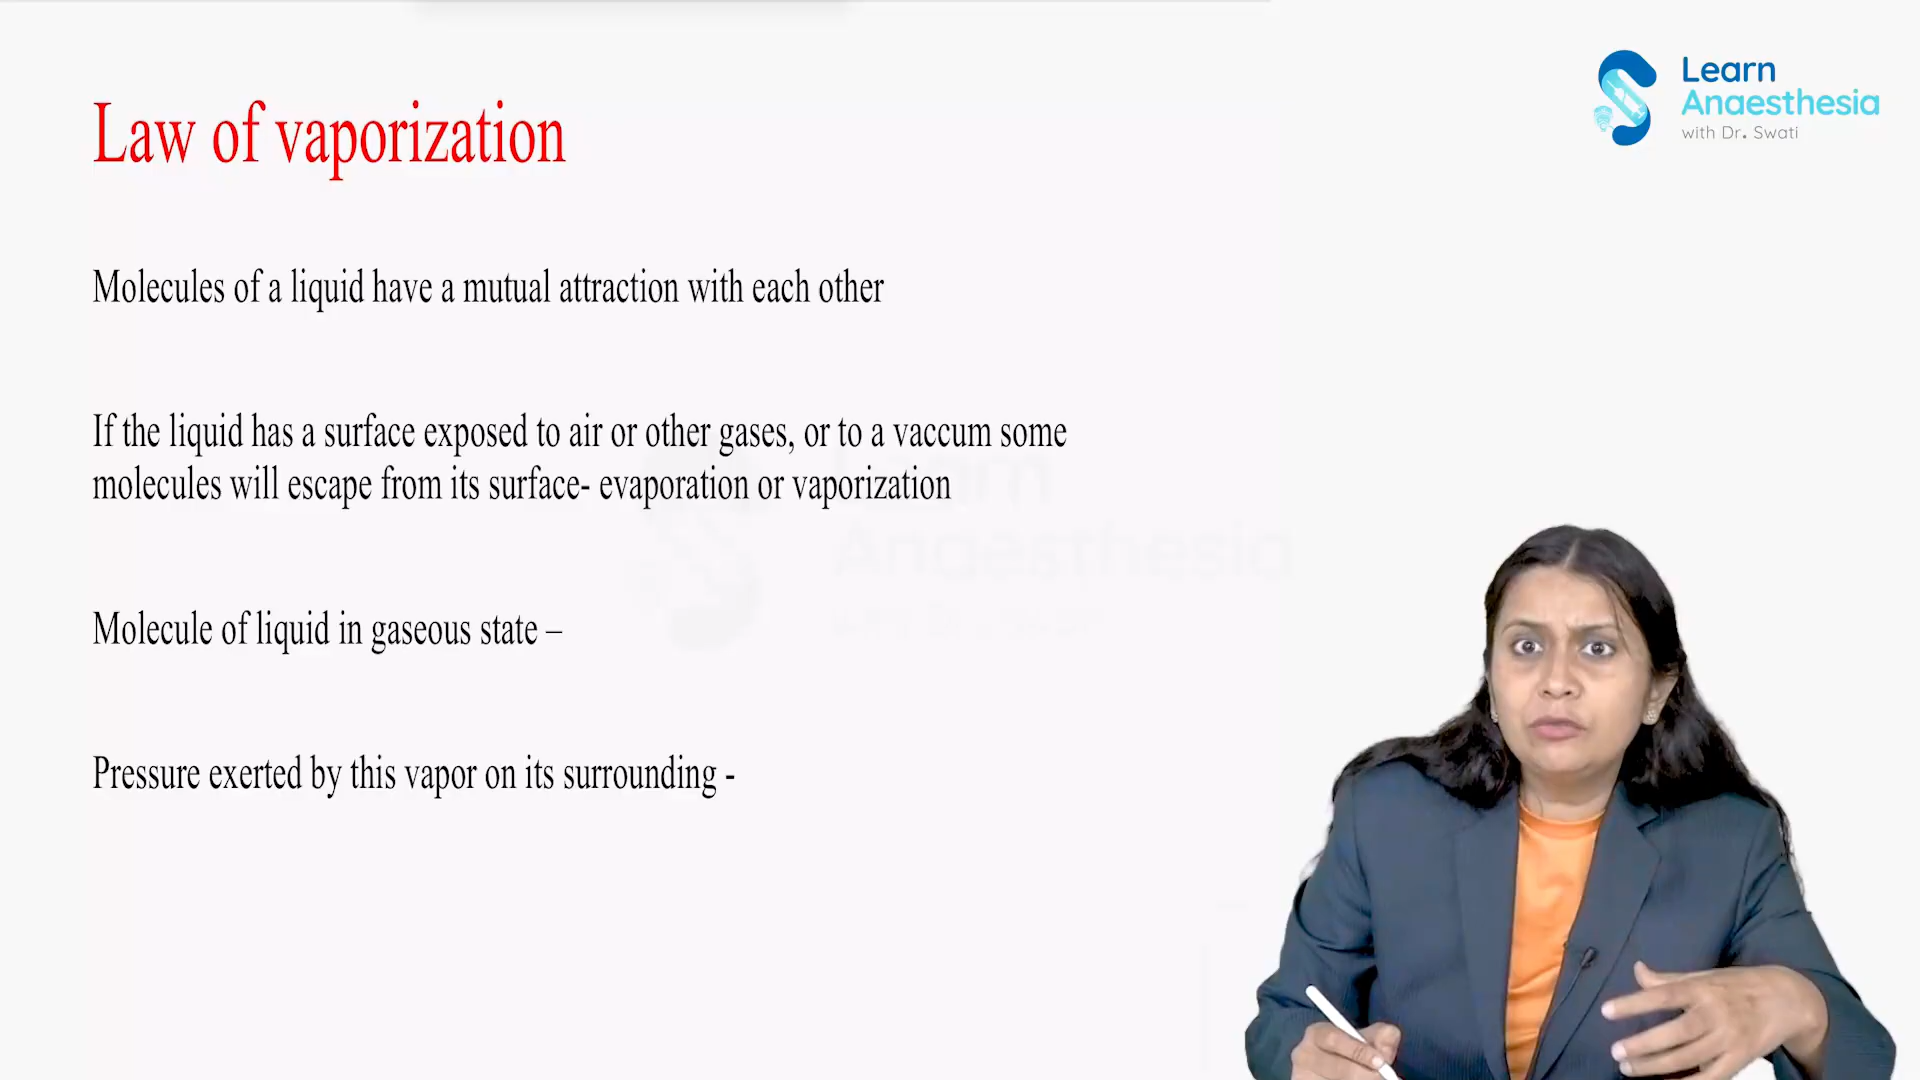 Learn
Anaesthesia
with Dr. Swati
Law of vaporization
Molecules of a liquid have a mutual attraction with each other
If the liquid has a surface exposed to air or other gases, or to a vaccum some
molecules will escape from its surface- evaporation or vaporization
Molecule of liquid in gaseous state –
Pressure exerted by this vapor on its surrounding -
Learn
Anaesthesia